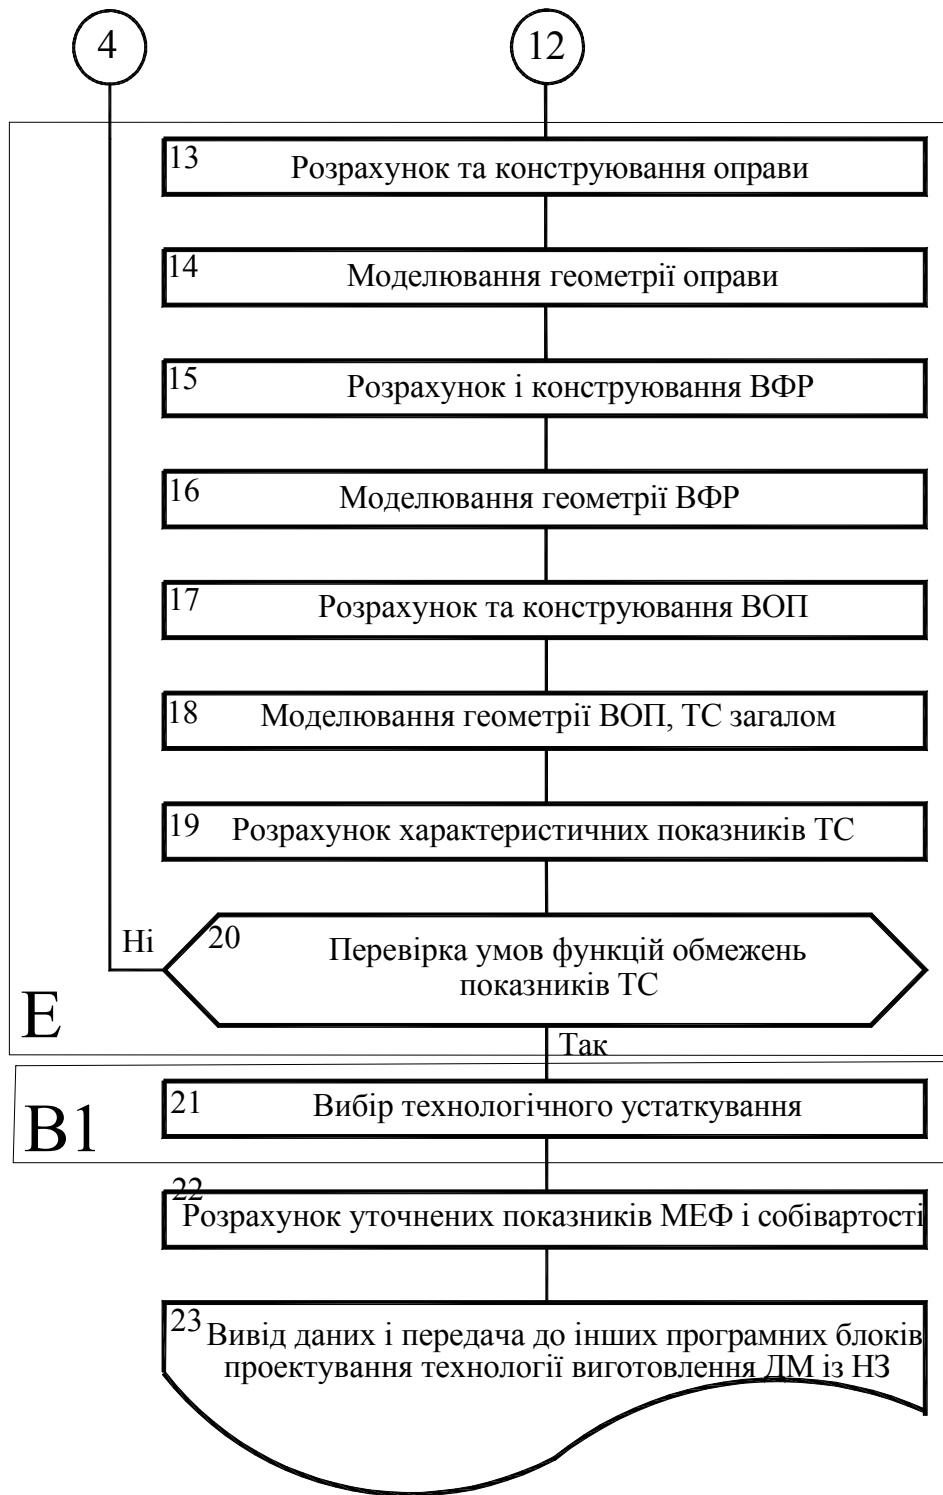 4
12
13
Розрахунок та конструювання оправи
14
Моделювання геометрії оправи
15
Розрахунок і конструювання ВФР
16
Моделювання геометрії ВФР
17
Розрахунок та конструювання ВОП
18
Моделювання геометрії ВОП, ТС загалом
19
Розрахунок характеристичних показників ТС
Ні
20
Перевірка умов функцій обмежень
показників ТС
Е
Так
21
Вибір технологічного устаткування
В1
22
Розрахунок уточнених показників МЕФ і собівартості
23
Вивід даних і передача до інших програмних блоків
проектування технології виготовлення ДМ із НЗ